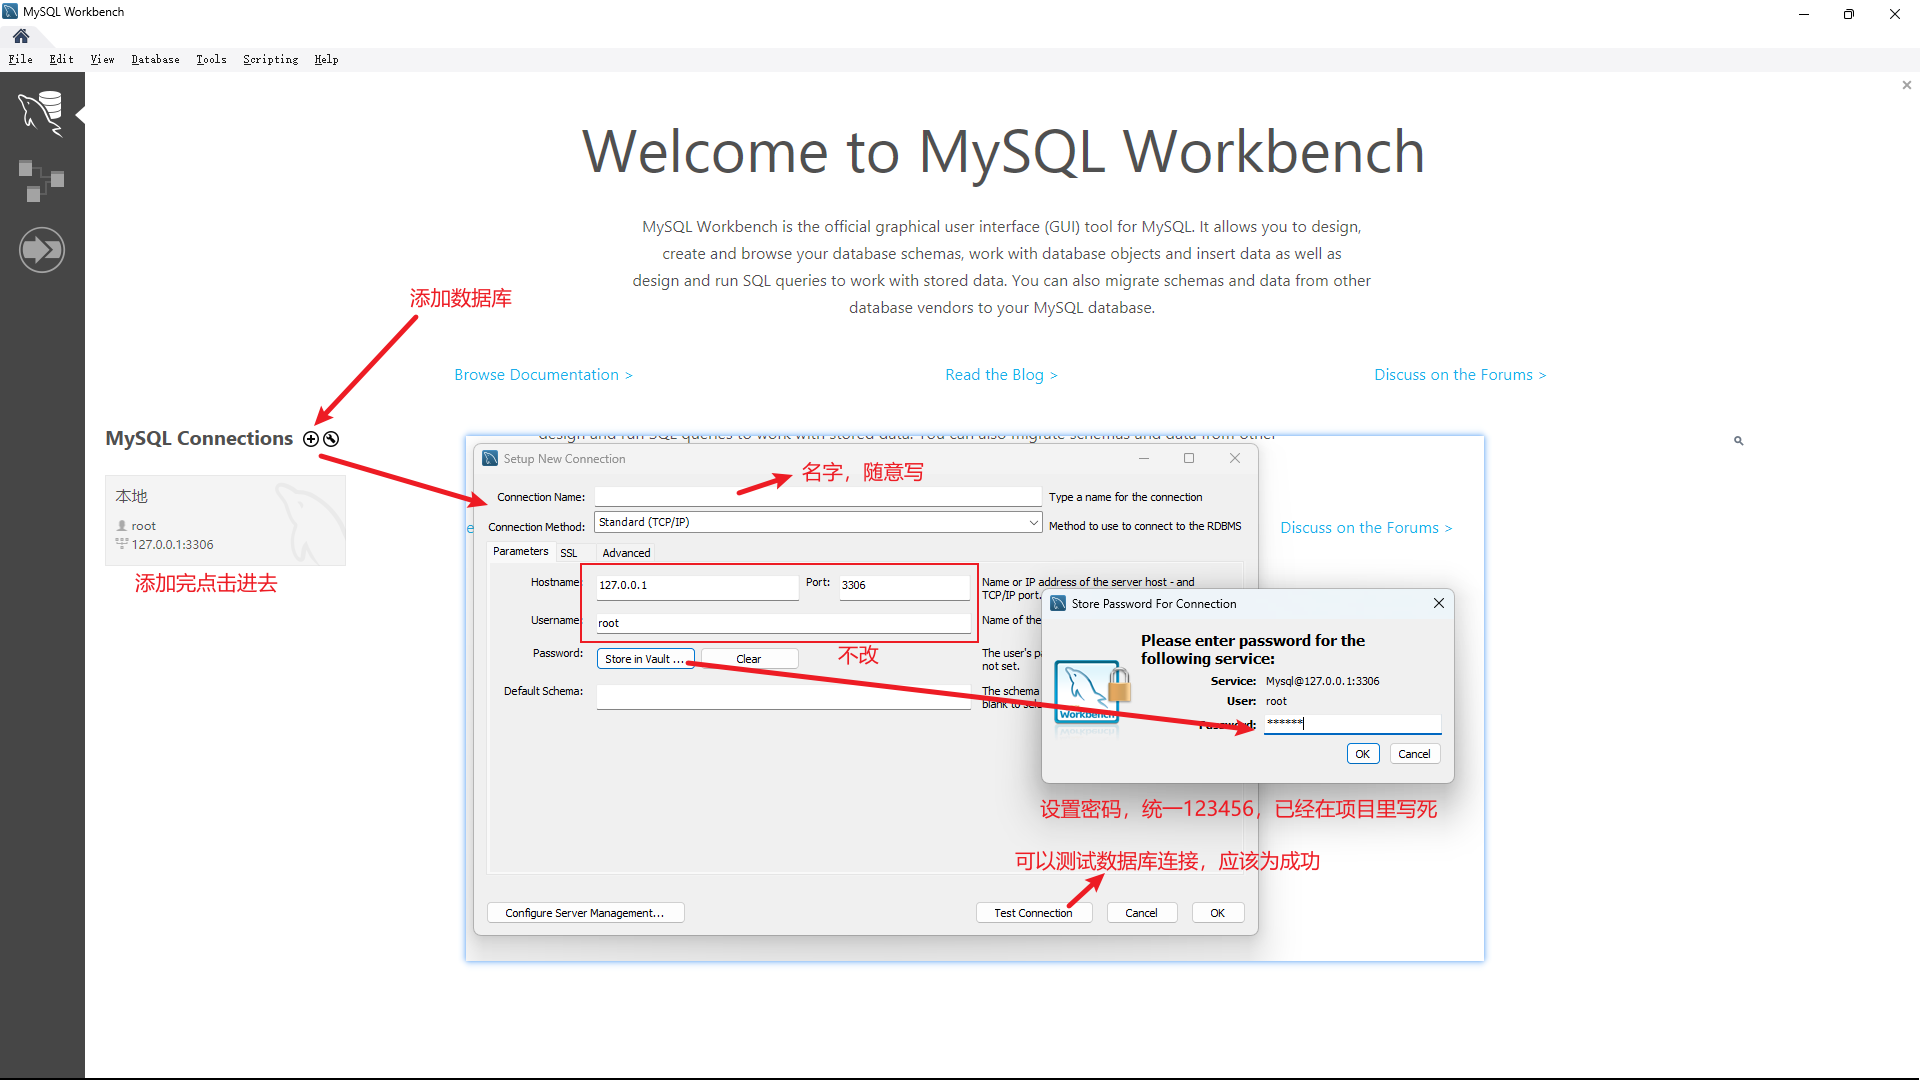 MySQL Workbench
File Edit View Database Tools Scripting Help
Welcome to MySQL Workbench
MySQL Workbench is the official graphical user interface (GUI) tool for MySQL. It allows you to design,
create and browse your database schemas, work with database objects and insert data as well as
design and run SQL queries to work with stored data. You can also migrate schemas and data from other
database vendors to your MySQL database.
添加数据库
Browse Documentation >
Read the Blog >
Discuss on the Forums >
MySQL Connections
本地
root
127.0.0.1:3306
添加完点击进去
design and run SQL queries to work with stored data. You can also migrate schemas and data from other
Setup New Connection
名字，随意写
Connection Name:
Type a name for the connection
Connection Method:
Standard (TCP/IP)
Method to use to connect to the RDBMS
Discuss on the Forums >
Parameters
SSL
Advanced
Hostname:
127.0.0.1
Port:
3306
Name or IP address of the server host - and
TCP/IP port.
Username:
root
Name of the
不改
Password:
Store in Vault ...
Clear
The user's
not set.
Default Schema:
The schema
blank to
Store Password For Connection
Please enter password for the
following service:
Service: Mysql@127.0.0.1:3306
User: root
Workbench
Password: ******
OK
Cancel
设置密码，统一123456，已经在项目里写死
可以测试数据库连接，应该为成功
Configure Server Management...
Test Connection
Cancel
OK